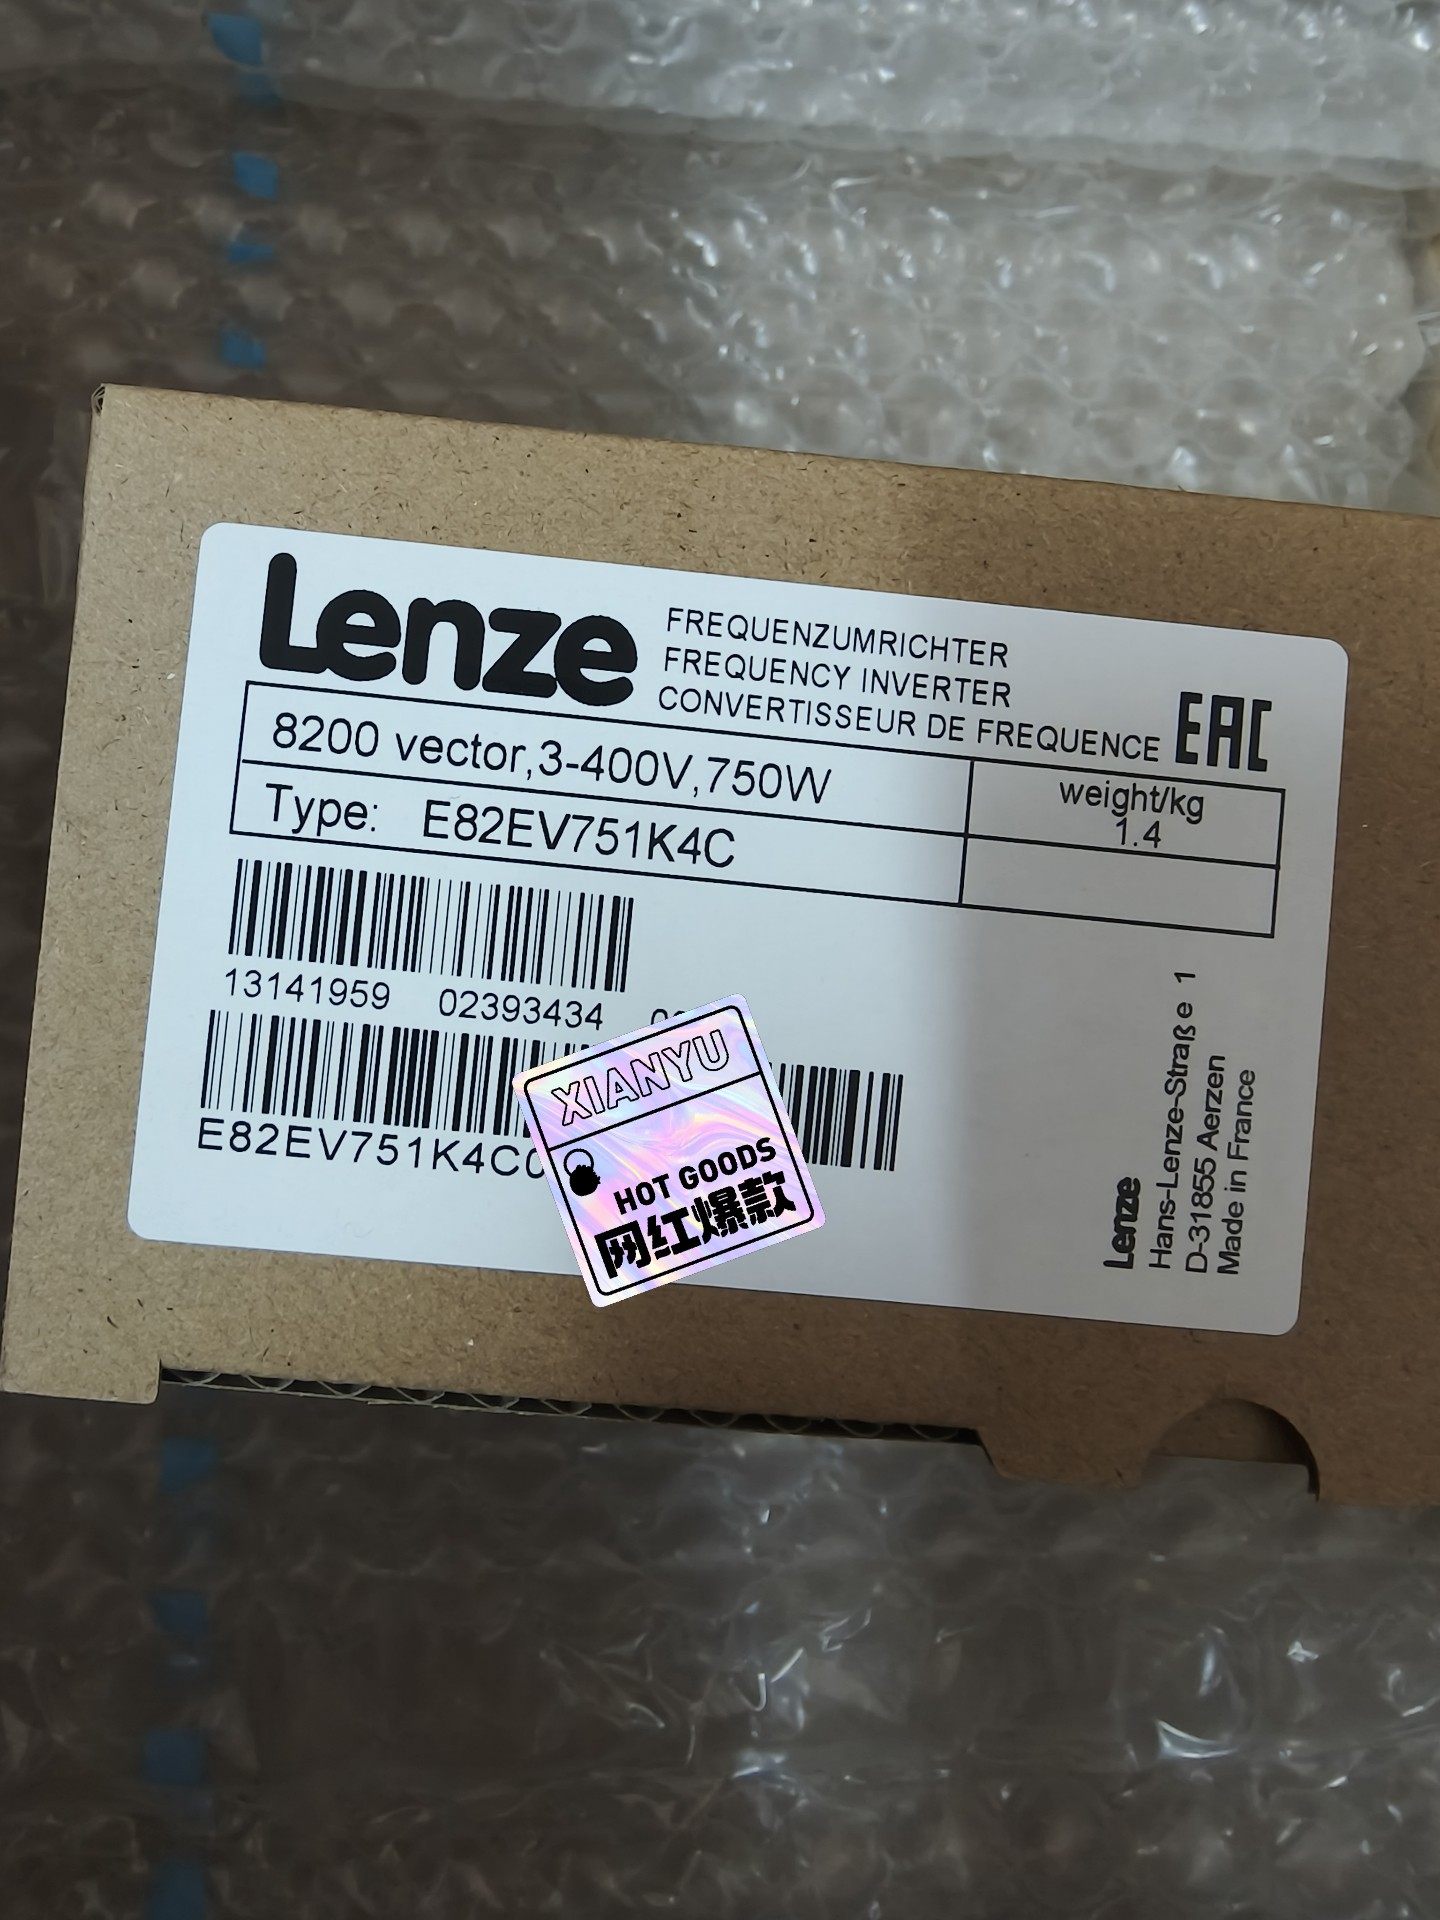 Lenze
FREQUENZUMRICHTER
FREQUENCY INVERTER
CONVERTISSEUR DE FREQUENCE
EAC
8200 vector,3-400V,750W
weight/kg
1.4
Type: E82EV751K4C
13141959 02393434
E82EV751K4C0
XIANYU
HOT GOODS
网红爆款
Lenze
Hans-Lenze-Straße 1
D-31855 Aerzen
Made in France